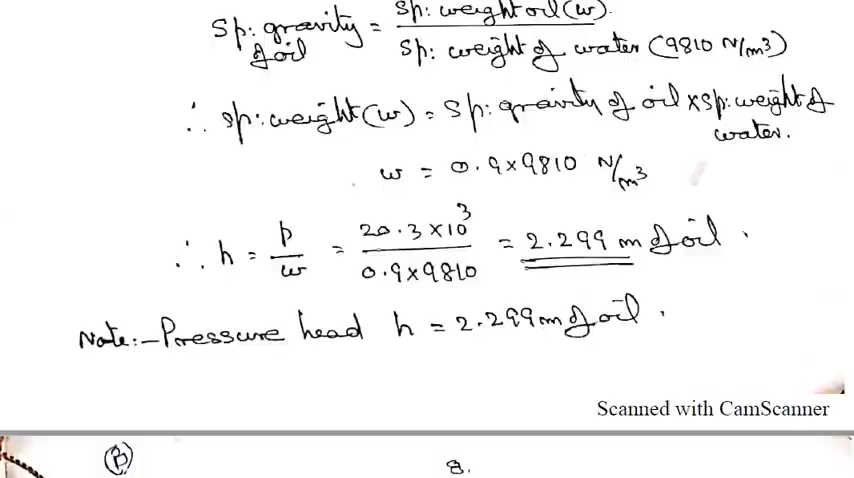 Sp: gravity of oil = Sp: weight oil (w) / Sp: weight of water (9810 N/m³)
∴ sp: weight (w) = Sp: gravity of oil x sp: weight of water.
w = 0.9 x 9810 N/m³
∴ h = p/w = 20.3 x 10³ / 0.9 x 9810 = 2.299 m of oil.
Note:- Pressure head h = 2.299 m of oil.
Scanned with CamScanner
8.